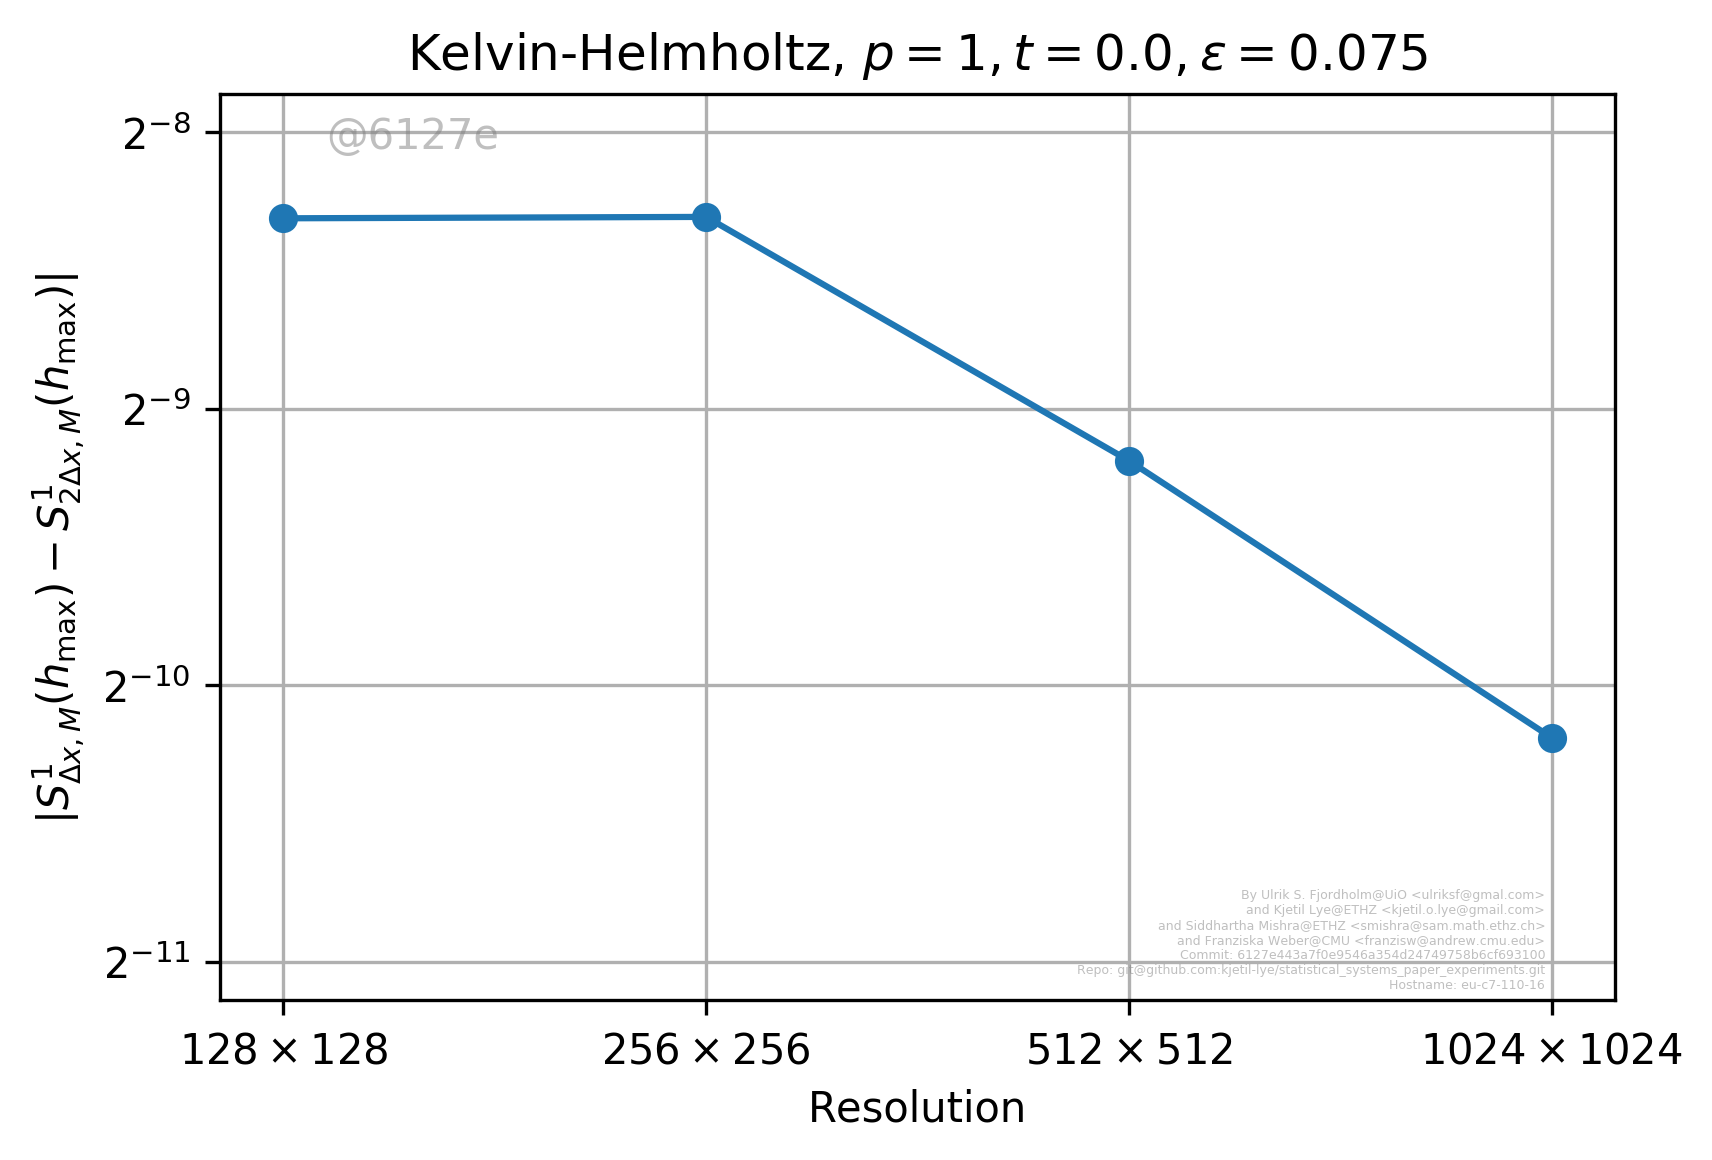 Kelvin-Helmholtz, p = 1, t = 0.0, ε = 0.075
@6127e
2⁻⁸
2⁻⁹
2⁻¹⁰
2⁻¹¹
|S¹_{Δx, M}(h_max) − S¹_{2Δx, M}(h_max)|
By Ulrik S. Fjordholm@UiO <ulriksf@gmal.com>
and Kjetil Lye@ETHZ <kjetil.o.lye@gmail.com>
and Siddhartha Mishra@ETHZ <smishra@sam.math.ethz.ch>
and Franziska Weber@CMU <franzisw@andrew.cmu.edu>
Commit: 6127e443a7f0e9546a354d24749758b6cf693100
Repo: git@github.com:kjetil-lye/statistical_systems_paper_experiments.git
Hostname: eu-c7-110-16
128 × 128 256 × 256 512 × 512 1024 × 1024
Resolution